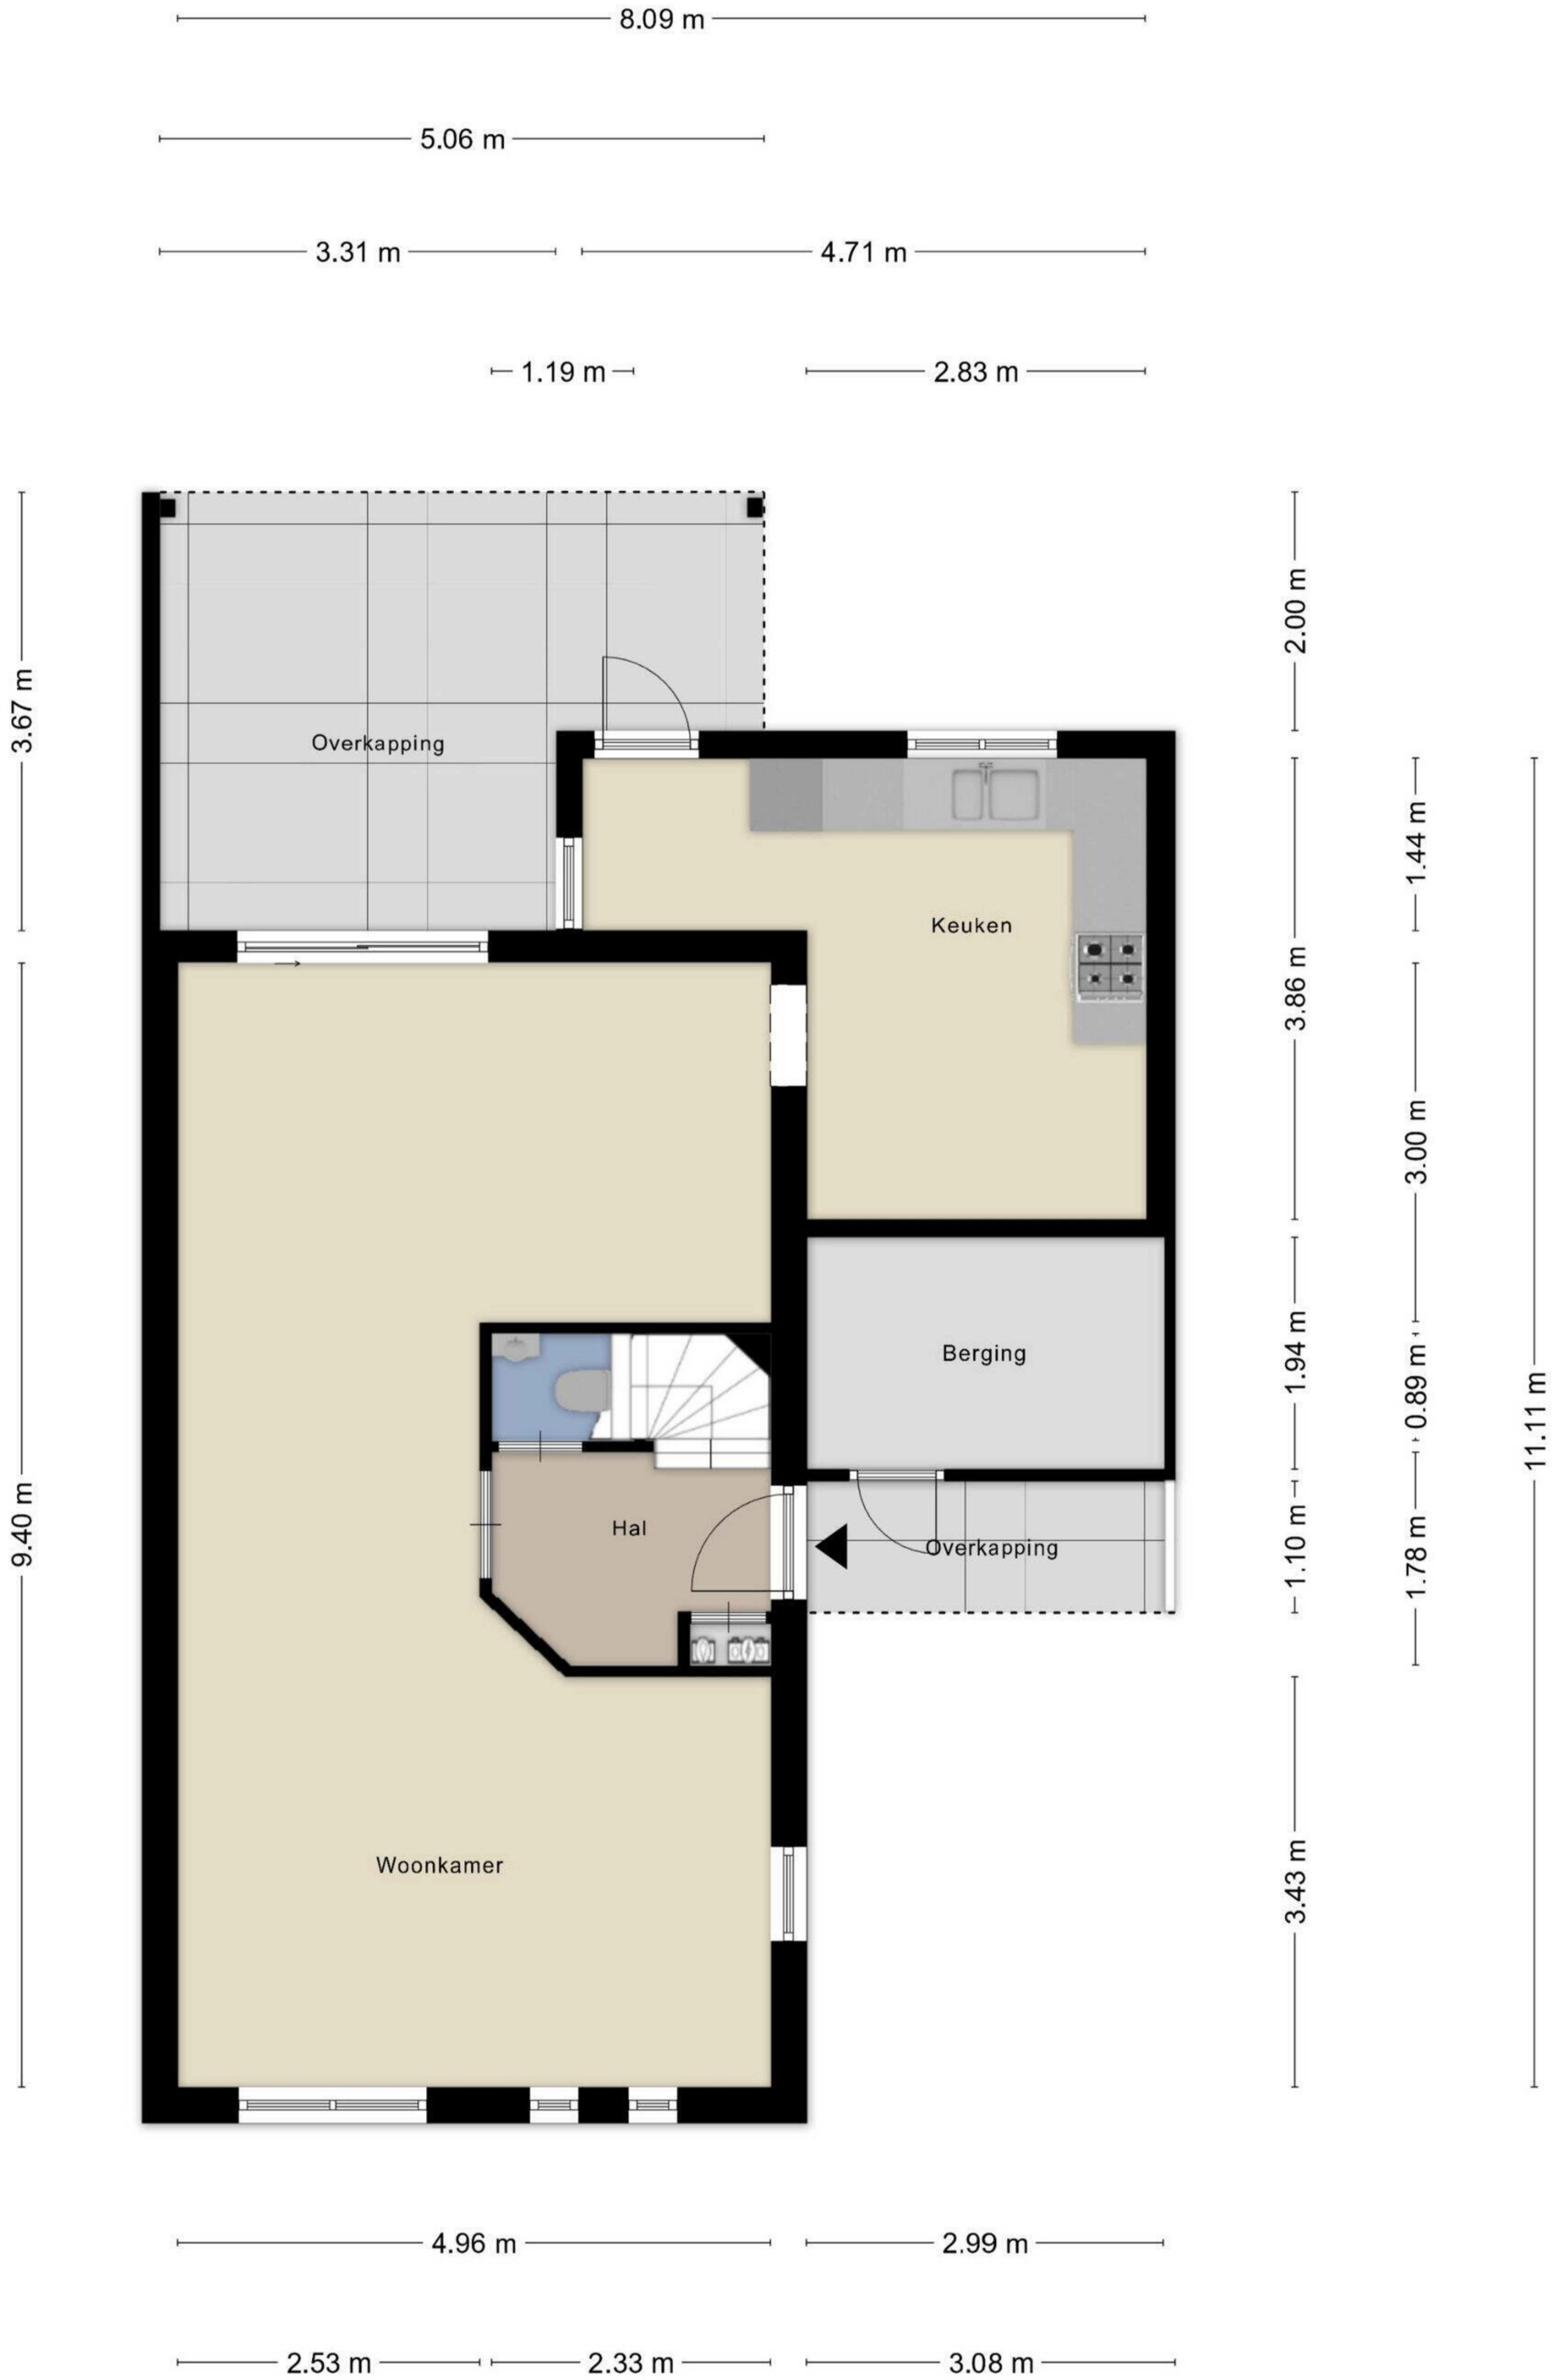 8.09 m
5.06 m
3.31 m
4.71 m
1.19 m
2.83 m
2.00 m
3.67 m
Overkapping
1.44 m
Keuken
3.86 m
3.00 m
Berging
1.94 m
0.89 m
11.11 m
9.40 m
Hal
Overkapping
1.10 m
1.78 m
Woonkamer
3.43 m
4.96 m
2.99 m
2.53 m
2.33 m
3.08 m